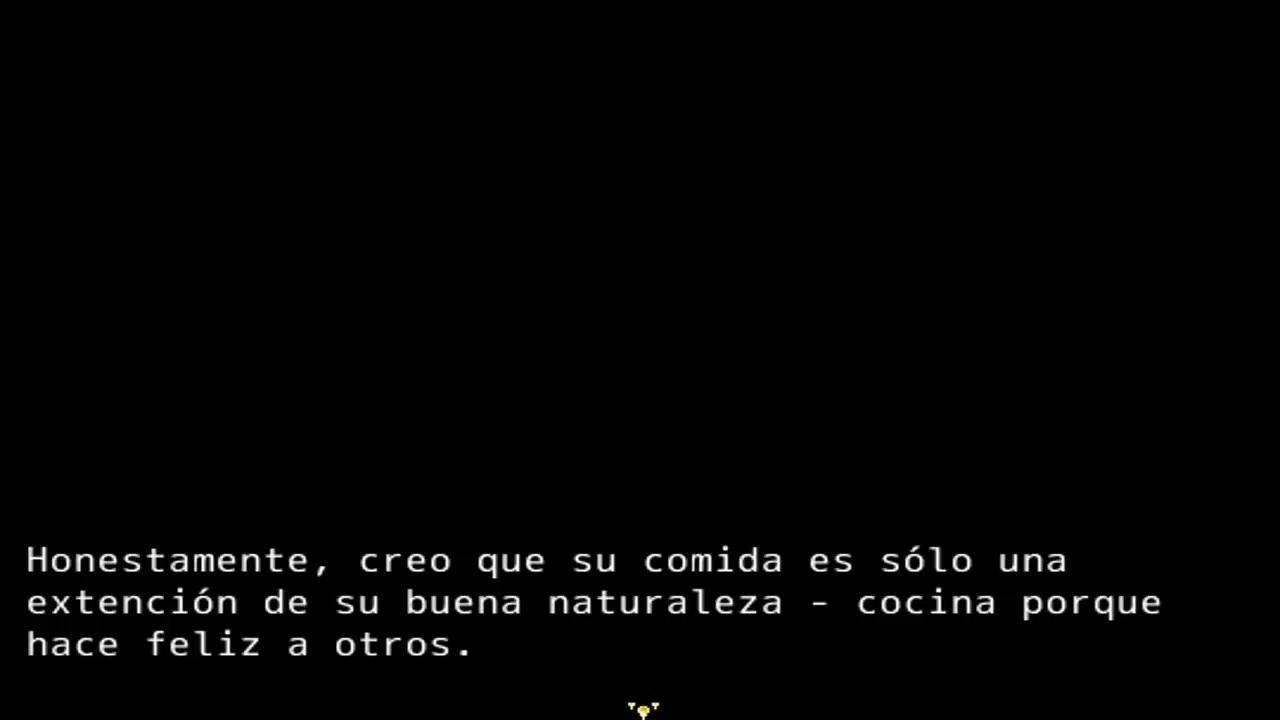 Honestamente, creo que su comida es sólo una
extención de su buena naturaleza - cocina porque
hace feliz a otros.